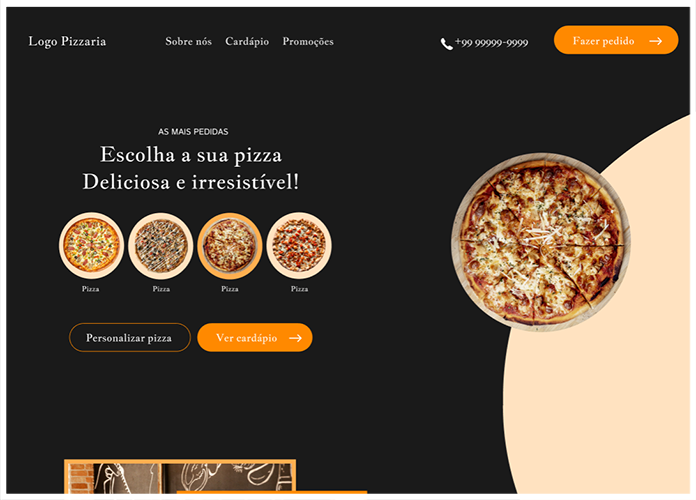 Logo Pizzaria
Sobre nós
Cardápio
Promoções
+99 99999-9999
Fazer pedido
AS MAIS PEDIDAS
Escolha a sua pizza
Deliciosa e irresistível!
Pizza
Pizza
Pizza
Pizza
Personalizar pizza
Ver cardápio